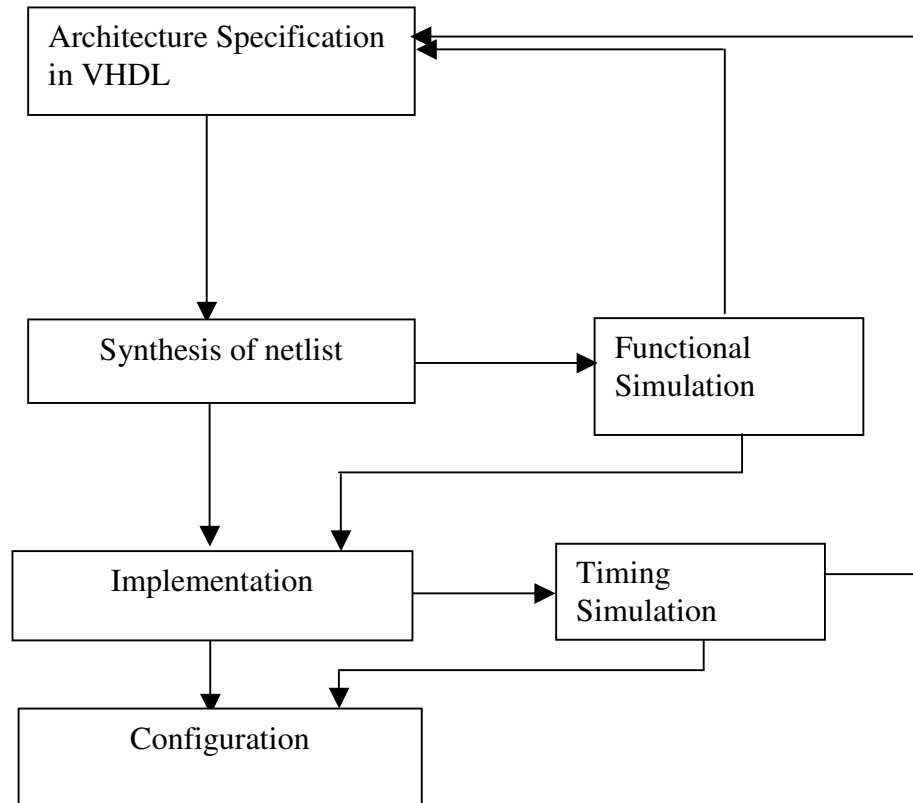 Architecture Specification
in VHDL
Synthesis of netlist
Functional
Simulation
Implementation
Timing
Simulation
Configuration